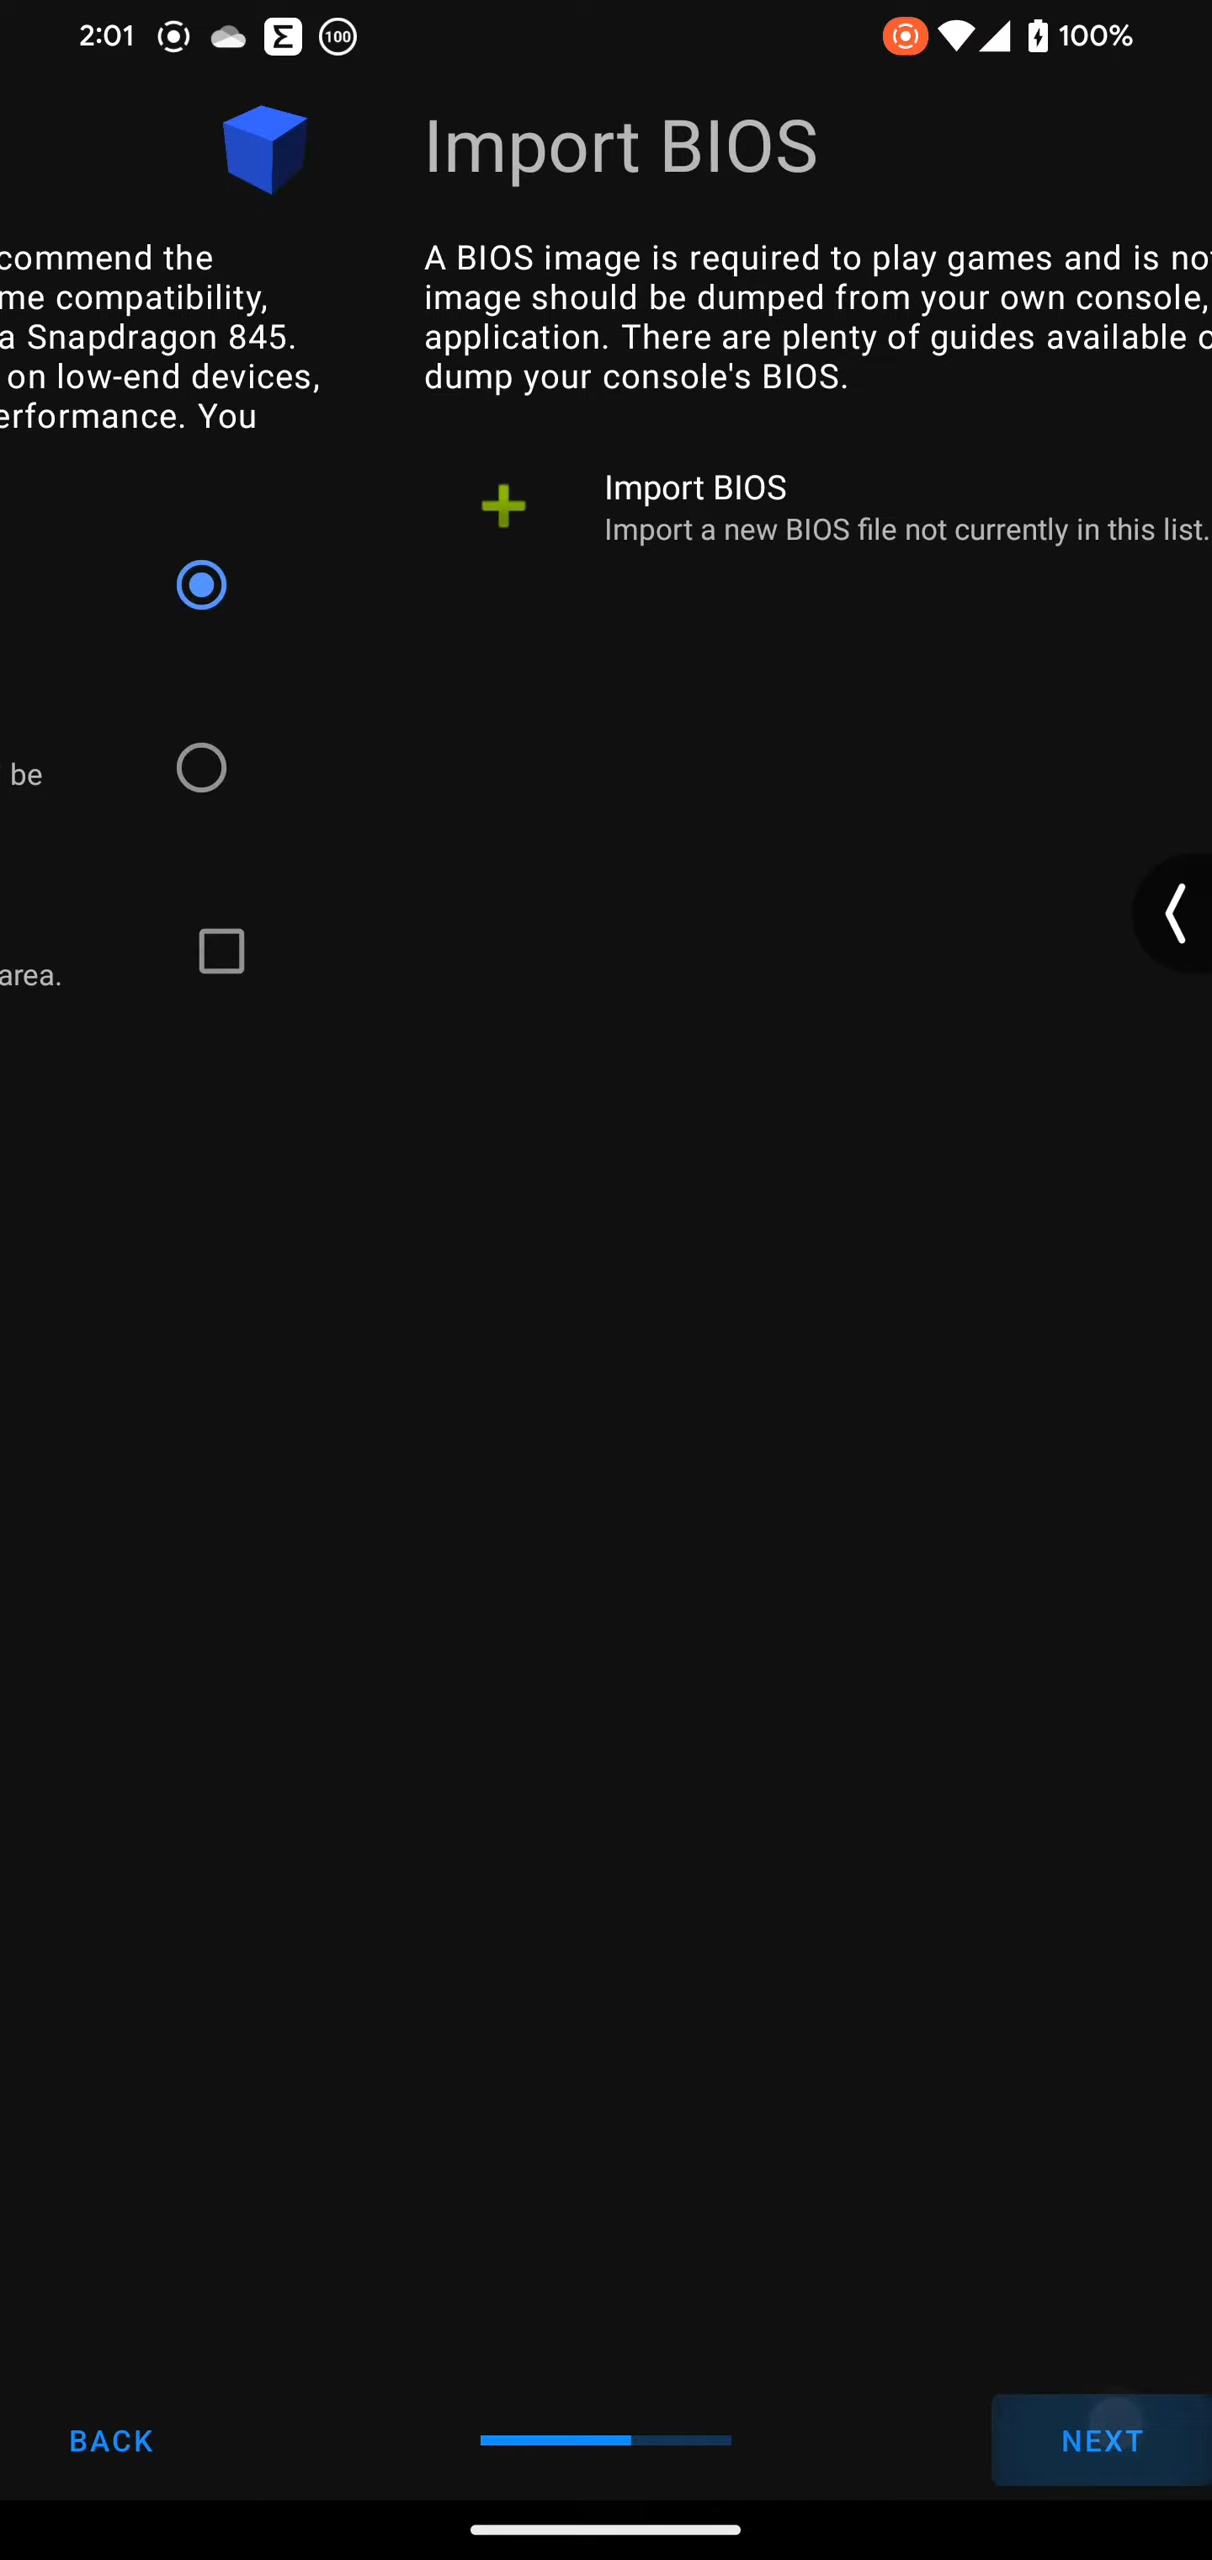 2:01
100
100%
Import BIOS
commend the
me compatibility,
a Snapdragon 845.
on low-end devices,
erformance. You
A BIOS image is required to play games and is no
image should be dumped from your own console,
application. There are plenty of guides available
dump your console's BIOS.
Import BIOS
Import a new BIOS file not currently in this list.
be
area.
BACK
NEXT